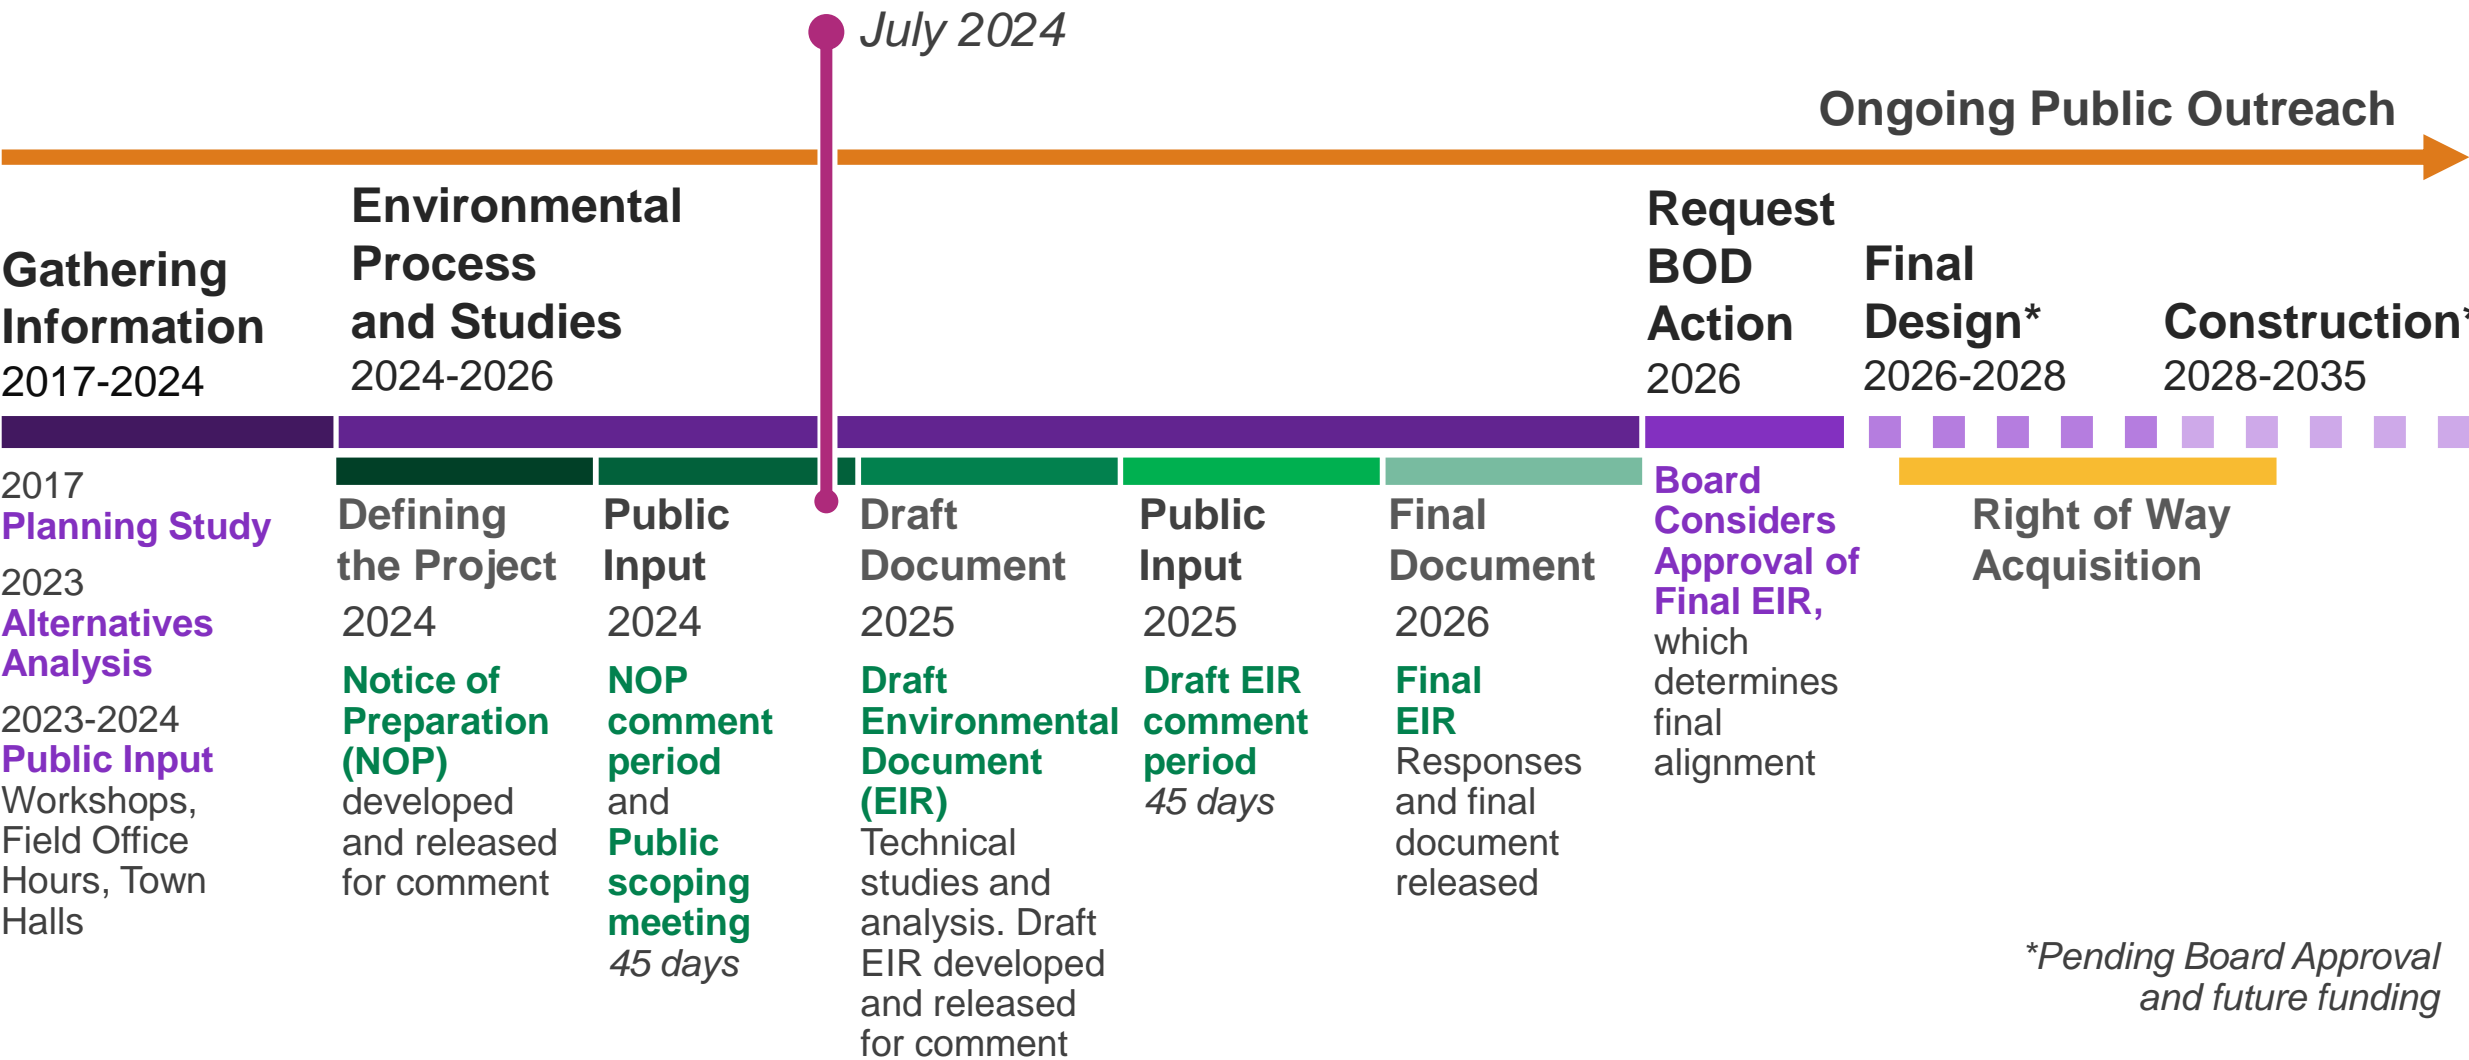 July 2024
Ongoing Public Outreach
Gathering
Information
2017-2024
Environmental
Process
and Studies
2024-2026
Request
BOD
Action
2026
Final
Design*
2026-2028
Construction*
2028-2035
2017
Planning Study
2023
Alternatives
Analysis
2023-2024
Public Input
Workshops,
Field Office
Hours, Town
Halls
Defining
the Project
2024
Notice of
Preparation
(NOP)
developed
and released
for comment
Public
Input
2024
NOP
comment
period
and
Public
scoping
meeting
45 days
Draft
Document
2025
Draft
Environmental
Document
(EIR)
Technical
studies and
analysis. Draft
EIR developed
and released
for comment
Public
Input
2025
Draft EIR
comment
period
45 days
Final
Document
2026
Final
EIR
Responses
and final
document
released
Board
Considers
Approval of
Final EIR,
which
determines
final
alignment
Right of Way
Acquisition
*Pending Board Approval
and future funding